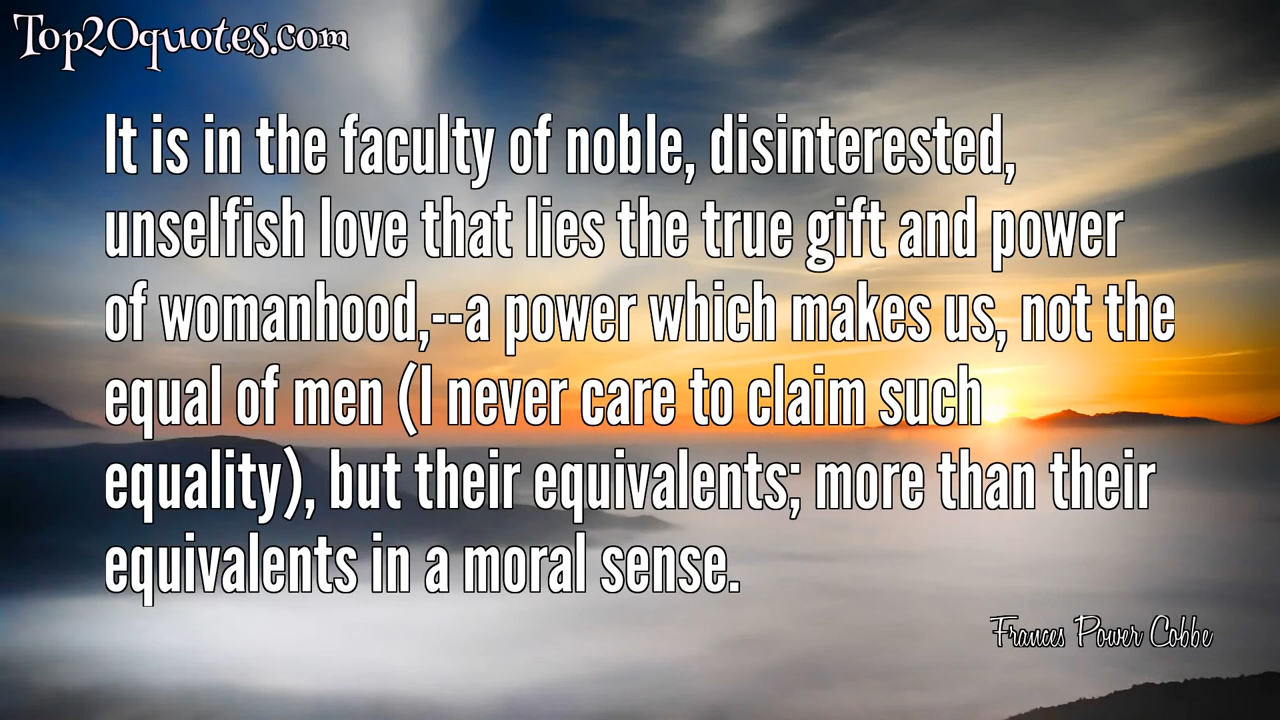 Top20quotes.com
It is in the faculty of noble, disinterested,
unselfish love that lies the true gift and power
of womanhood,--a power which makes us, not the
equal of men (I never care to claim such
equality), but their equivalents; more than their
equivalents in a moral sense.
Frances Power Cobbe